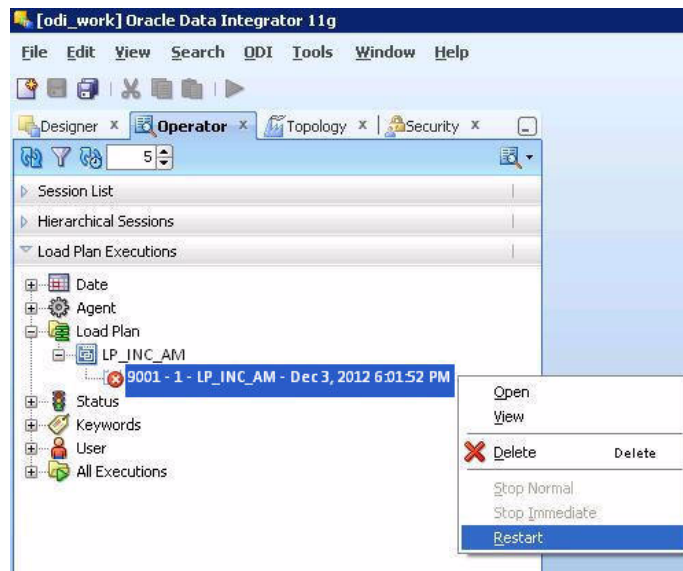 [odi_work] Oracle Data Integrator 11g
File Edit View Search ODI Tools Window Help
Designer x Operator x Topology x Security x
5
Session List
Hierarchical Sessions
Load Plan Executions
Date
Agent
Load Plan
LP_INC_AM
9001 - 1 - LP_INC_AM - Dec 3, 2012 6:01:52 PM
Status
Keywords
User
All Executions
Open
View
Delete Delete
Stop Normal
Stop Immediate
Restart